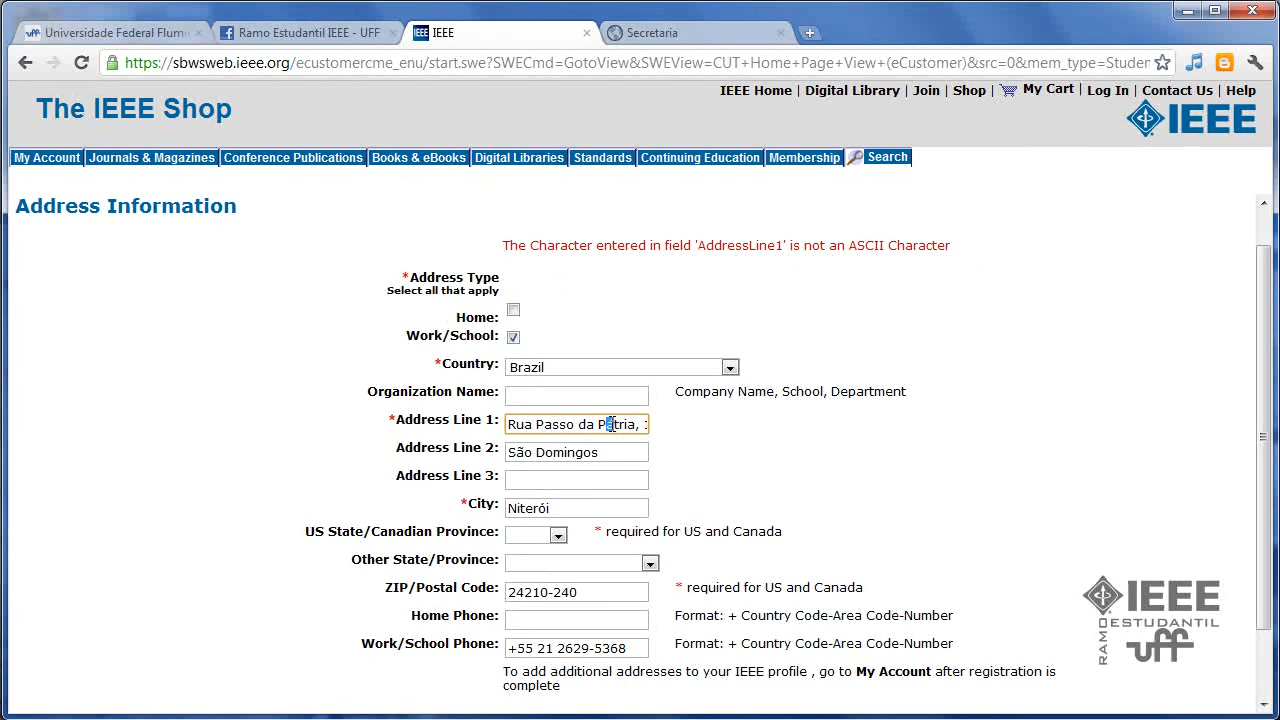 Universidade Federal Flum
Ramo Estudantil IEEE - UFF
IEEE IEEE
Secretaria
https://sbwsweb.ieee.org/ecustomercme_enu/start.swe?SWECmd=GotoView&SWEView=CUT+Home+Page+View+(eCustomer)&src=0&mem_type=Studen
IEEE Home | Digital Library | Join | Shop | My Cart | Log In | Contact Us | Help
The IEEE Shop
IEEE
My Account Journals & Magazines Conference Publications Books & eBooks Digital Libraries Standards Continuing Education Membership Search
Address Information
The Character entered in field 'AddressLine1' is not an ASCII Character
*Address Type
Select all that apply
Home:
Work/School:
*Country: Brazil
Organization Name: Company Name, School, Department
*Address Line 1: Rua Passo da Pátria, 1
Address Line 2: São Domingos
Address Line 3:
*City: Niterói
US State/Canadian Province: * required for US and Canada
Other State/Province:
ZIP/Postal Code: 24210-240 * required for US and Canada
Home Phone: Format: + Country Code-Area Code-Number
Work/School Phone: +55 21 2629-5368 Format: + Country Code-Area Code-Number
To add additional addresses to your IEEE profile , go to My Account after registration is
complete
IEEE
RAMO ESTUDANTIL
uff